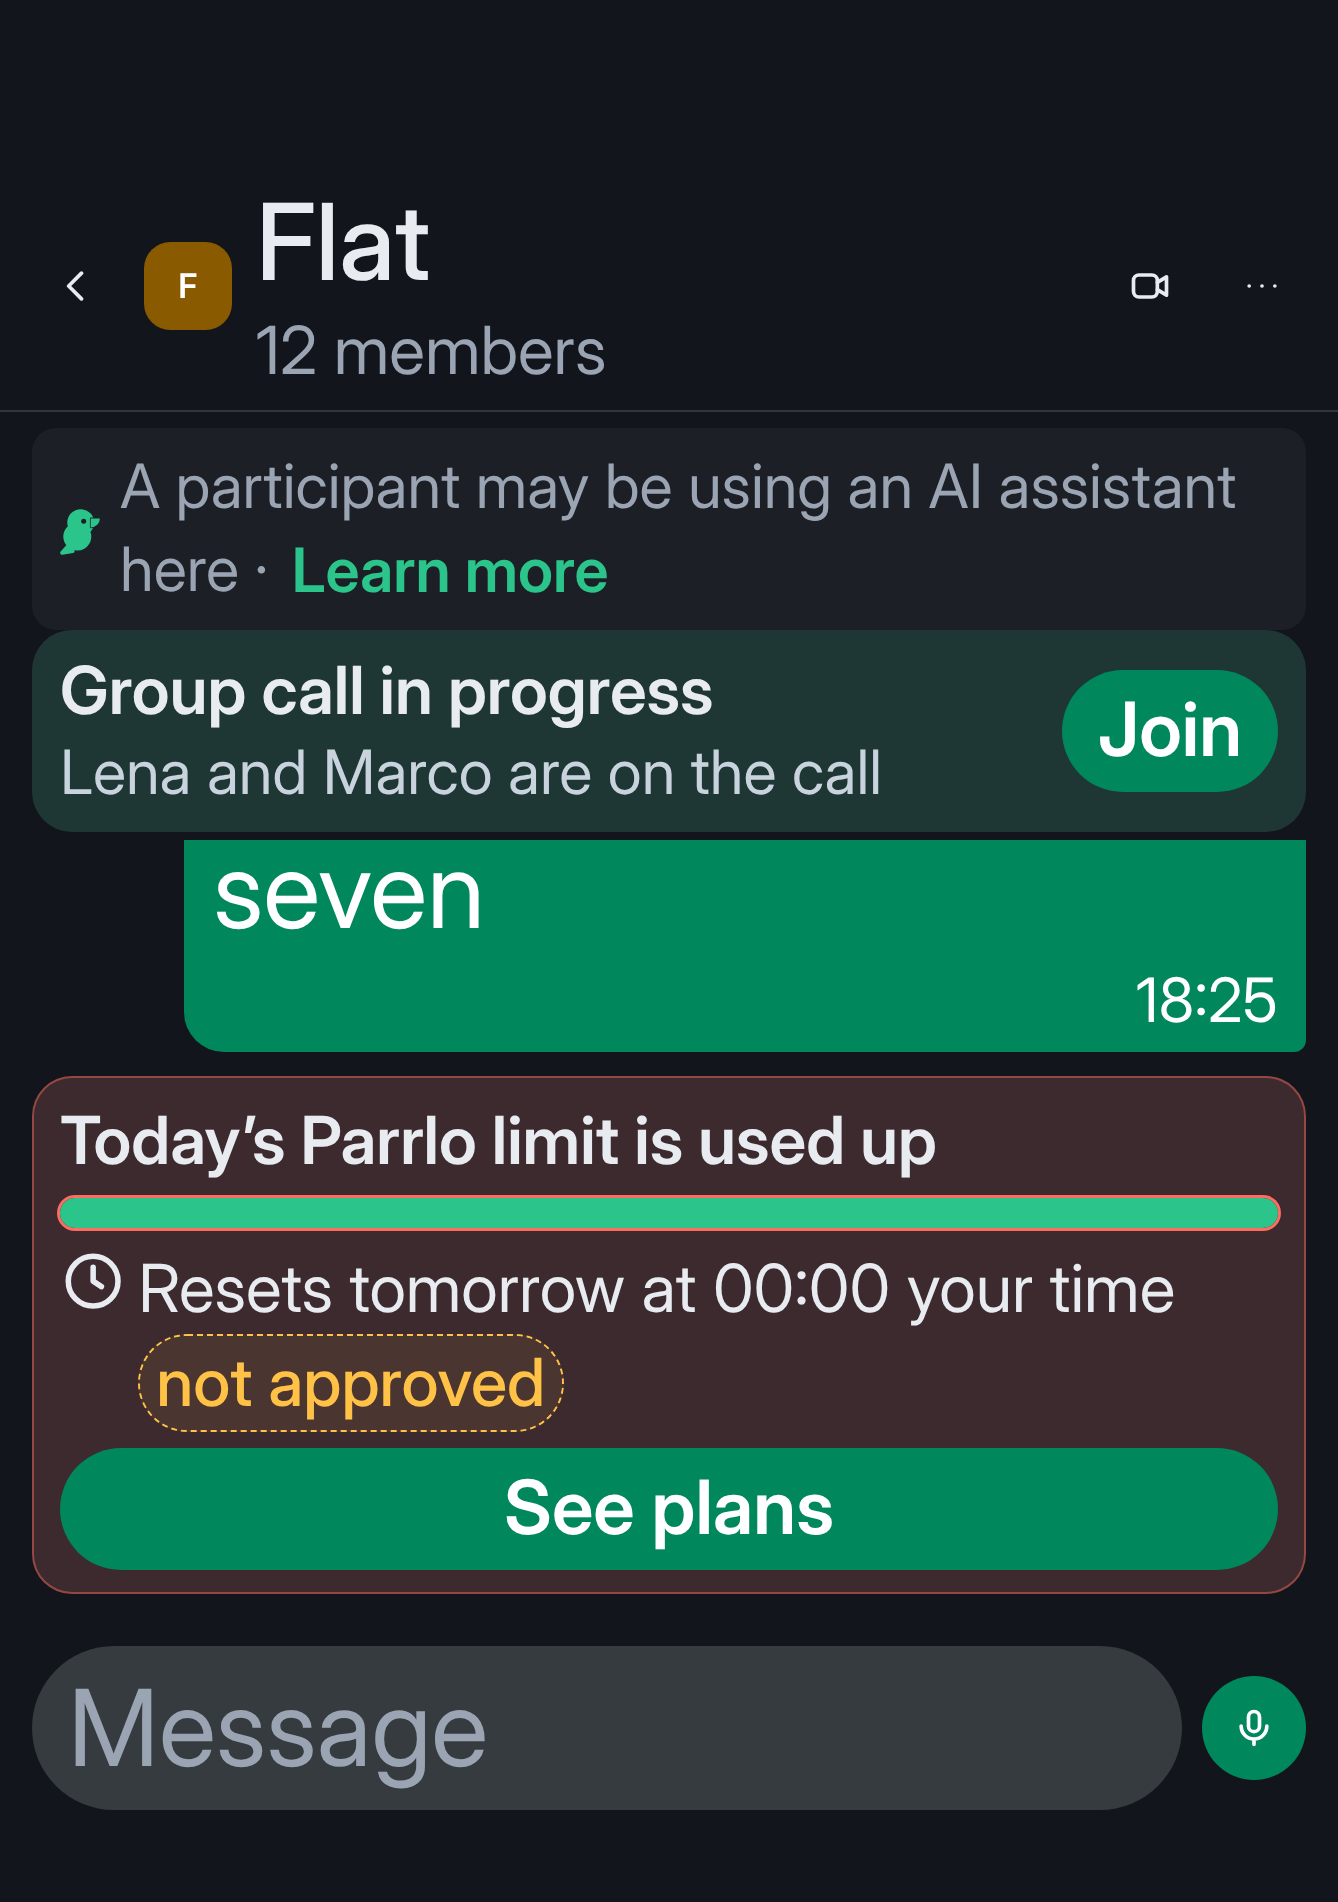 Flat
F
12 members
A participant may be using an AI assistant
here · Learn more
Group call in progress
Lena and Marco are on the call
Join
seven
18:25
Today’s Parrlo limit is used up
Resets tomorrow at 00:00 your time
not approved
See plans
Message